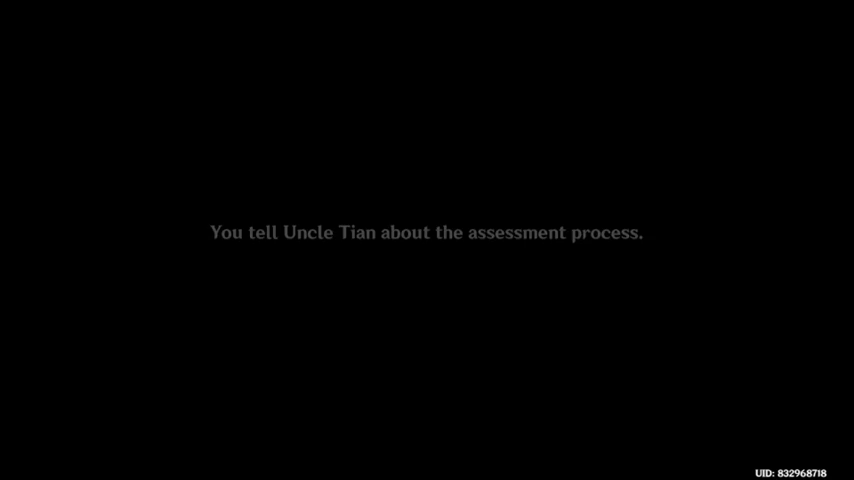 You tell Uncle Tian about the assessment process.
UID: 832968718